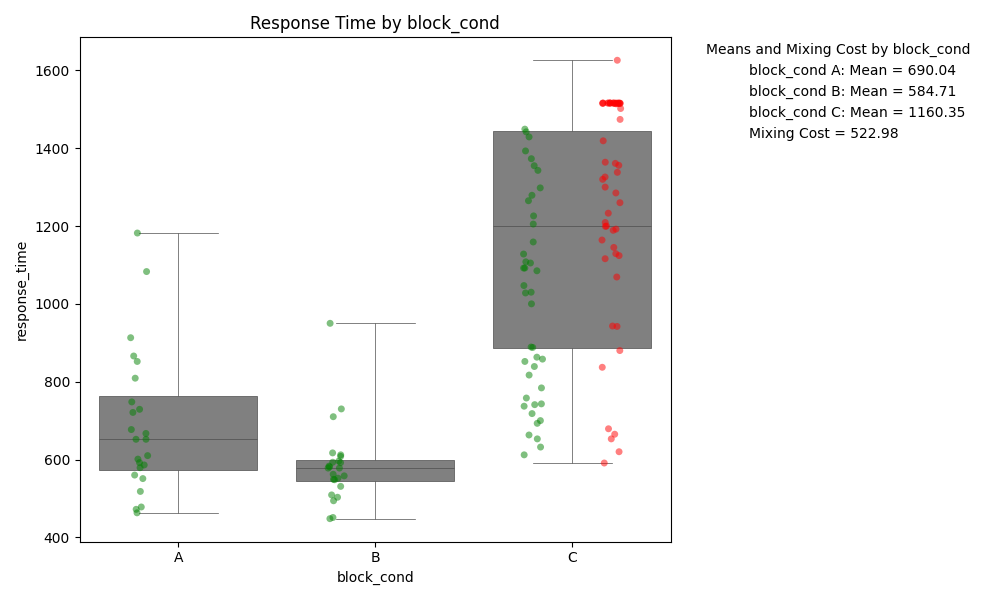 Response Time by block_cond
Means and Mixing Cost by block_cond
block_cond A: Mean = 690.04
block_cond B: Mean = 584.71
block_cond C: Mean = 1160.35
Mixing Cost = 522.98
response_time
1600
1400
1200
1000
800
600
400
A
B
C
block_cond